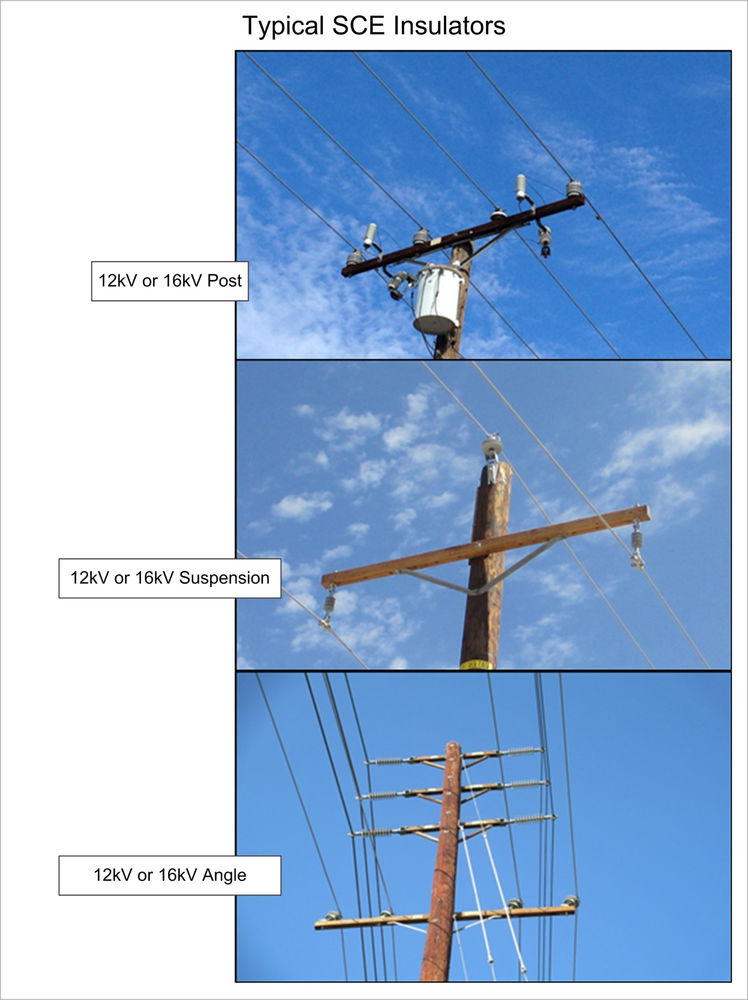 Typical SCE Insulators
12kV or 16kV Post
12kV or 16kV Suspension
12kV or 16kV Angle